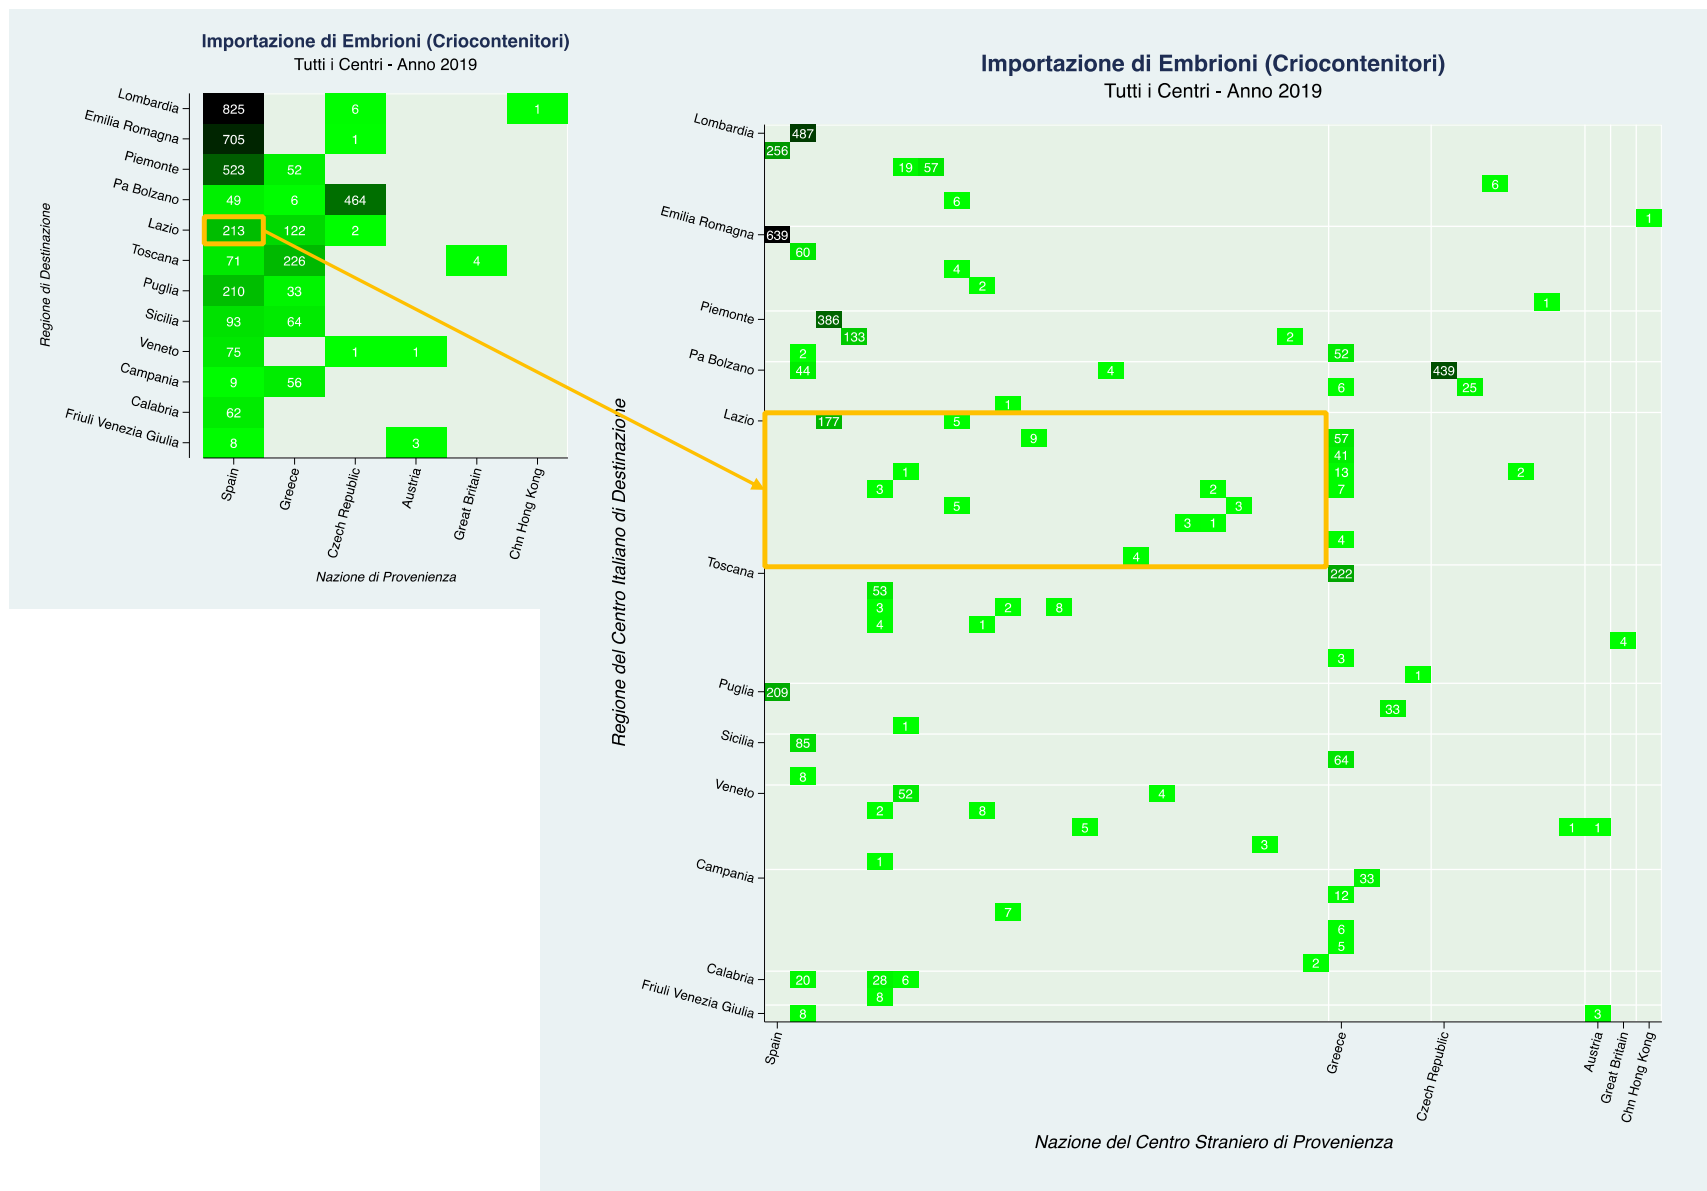 Importazione di Embrioni (Criocontenitori)
Tutti i Centri - Anno 2019
Lombardia 825 6 1
Emilia Romagna 705 1
Piemonte 523 52
Pa Bolzano 49 6 464
Lazio 213 122 2
Toscana 71 226 4
Puglia 210 33
Sicilia 93 64
Veneto 75 1 1
Campania 9 56
Calabria 62
Friuli Venezia Giulia 8 3
Regione di Destinazione
Spain Greece Czech Republic Austria Great Britain Chn Hong Kong
Nazione di Provenienza
Importazione di Embrioni (Criocontenitori)
Tutti i Centri - Anno 2019
Lombardia 487
256
19 57
6
6
1
Emilia Romagna 639
60
4
2
1
Piemonte 386
133 2
2 52
Pa Bolzano 44 4 439
6 25
1
Lazio 177 5
9 57
41
1 13 2
3 2 7
5 3
3 1
4
4
Toscana 222
53
3 2 8
4 1
4
3
1
Puglia 209
33
1
Sicilia 85
64
8
Veneto 52 4
2 8
5 1 1
3
1
Campania 33
12
7
6
5
2
Calabria 20 28 6
8
Friuli Venezia Giulia 8 3
Regione del Centro Italiano di Destinazione
Spain Greece Czech Republic Austria Great Britain Chn Hong Kong
Nazione del Centro Straniero di Provenienza